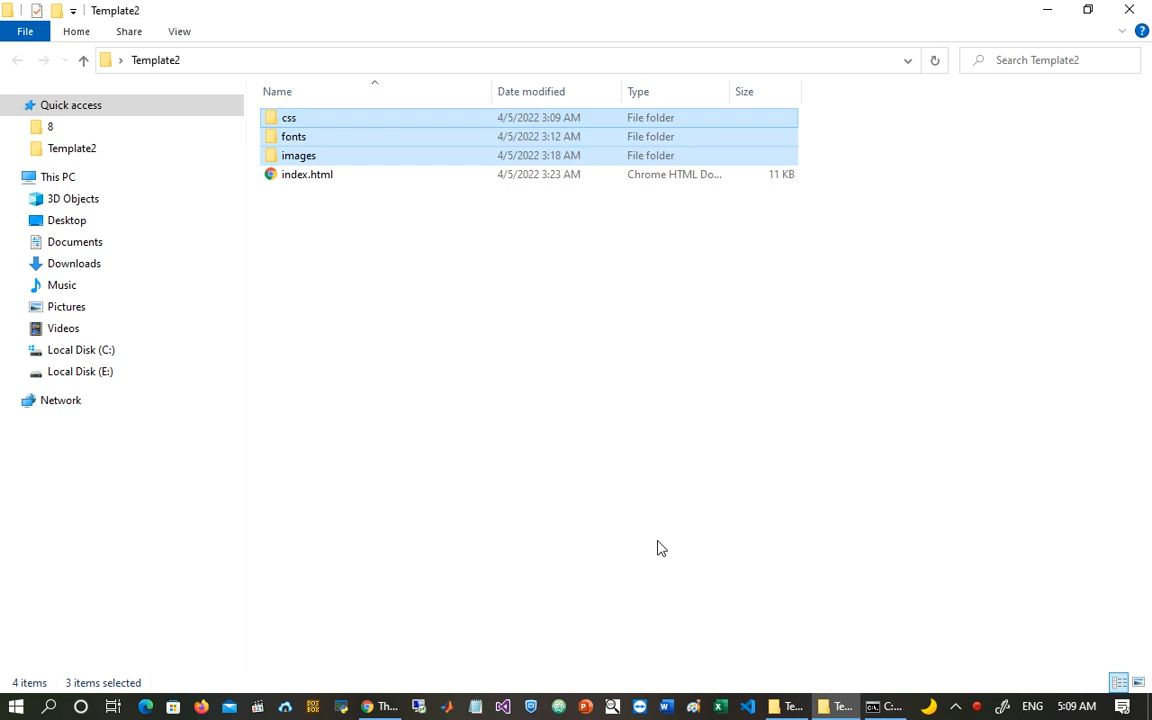 Template2
File Home Share View
Template2 Search Template2
Name Date modified Type Size
Quick access
8
Template2
This PC
3D Objects
Desktop
Documents
Downloads
Music
Pictures
Videos
Local Disk (C:)
Local Disk (E:)
Network
css 4/5/2022 3:09 AM File folder
fonts 4/5/2022 3:12 AM File folder
images 4/5/2022 3:18 AM File folder
index.html 4/5/2022 3:23 AM Chrome HTML Do... 11 KB
4 items 3 items selected
Th... Te... Te... C:... ENG 5:09 AM